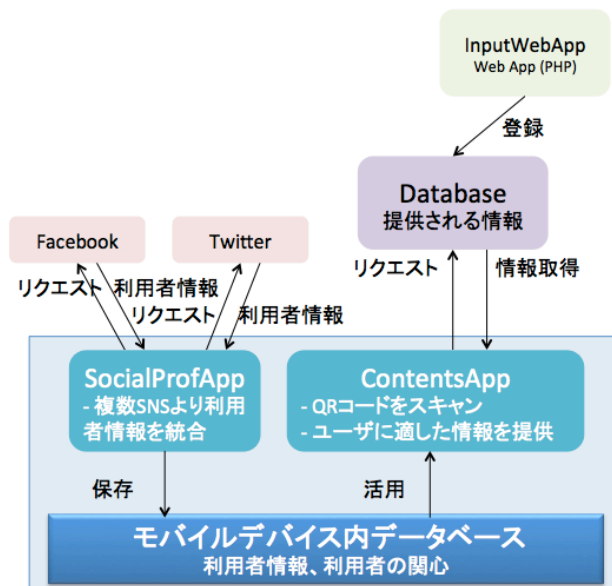 InputWebApp
Web App (PHP)
登録
Database
提供される情報
Facebook
Twitter
リクエスト
利用者情報
リクエスト
利用者情報
リクエスト
情報取得
SocialProfApp
- 複数SNSより利用
者情報を統合
ContentsApp
- QRコードをスキャン
- ユーザに適した情報を提供
保存
活用
モバイルデバイス内データベース
利用者情報、利用者の関心